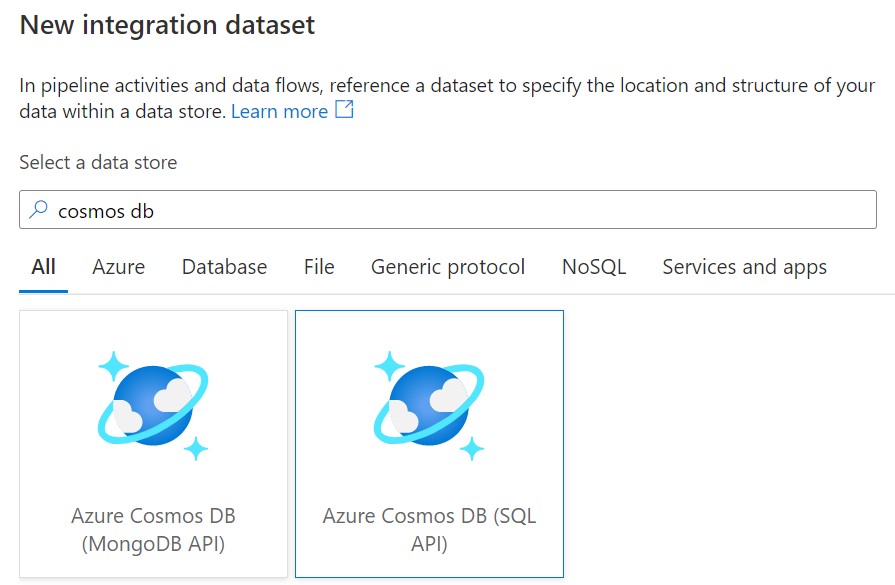 New integration dataset
In pipeline activities and data flows, reference a dataset to specify the location and structure of your
data within a data store. Learn more
Select a data store
cosmos db
All Azure Database File Generic protocol NoSQL Services and apps
Azure Cosmos DB
(MongoDB API)
Azure Cosmos DB (SQL
API)